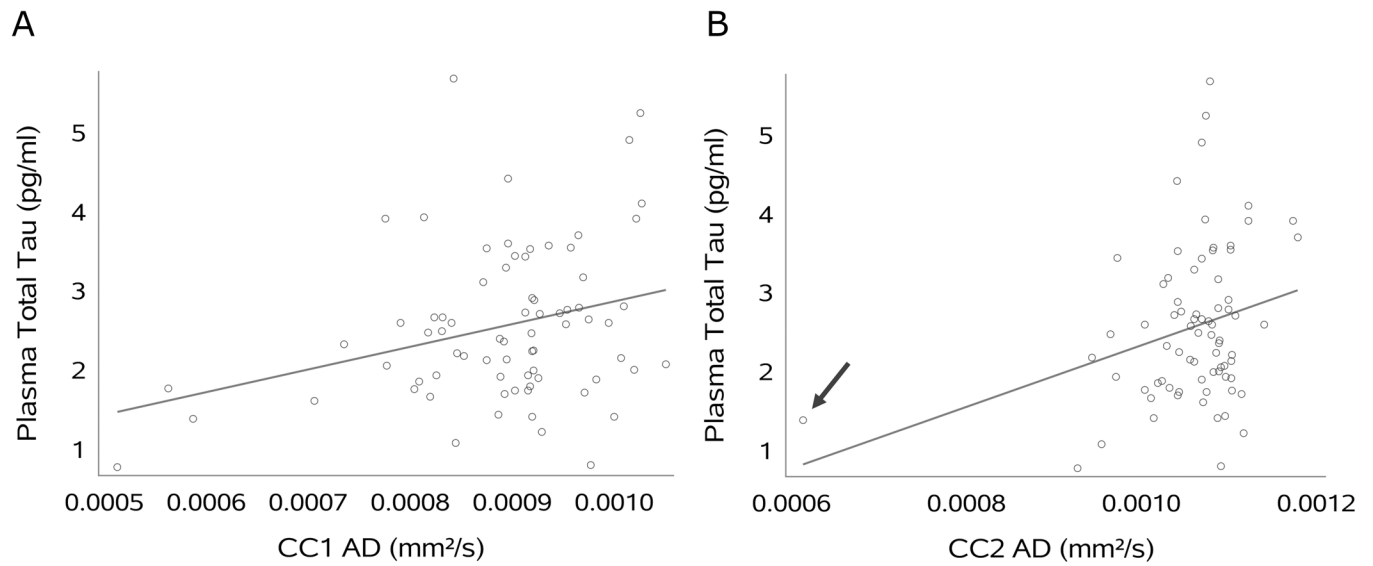 A
Plasma Total Tau (pg/ml)
5
4
3
2
1
0.0005 0.0006 0.0007 0.0008 0.0009 0.0010
CC1 AD (mm²/s)
B
Plasma Total Tau (pg/ml)
5
4
3
2
1
0.0006 0.0008 0.0010 0.0012
CC2 AD (mm²/s)